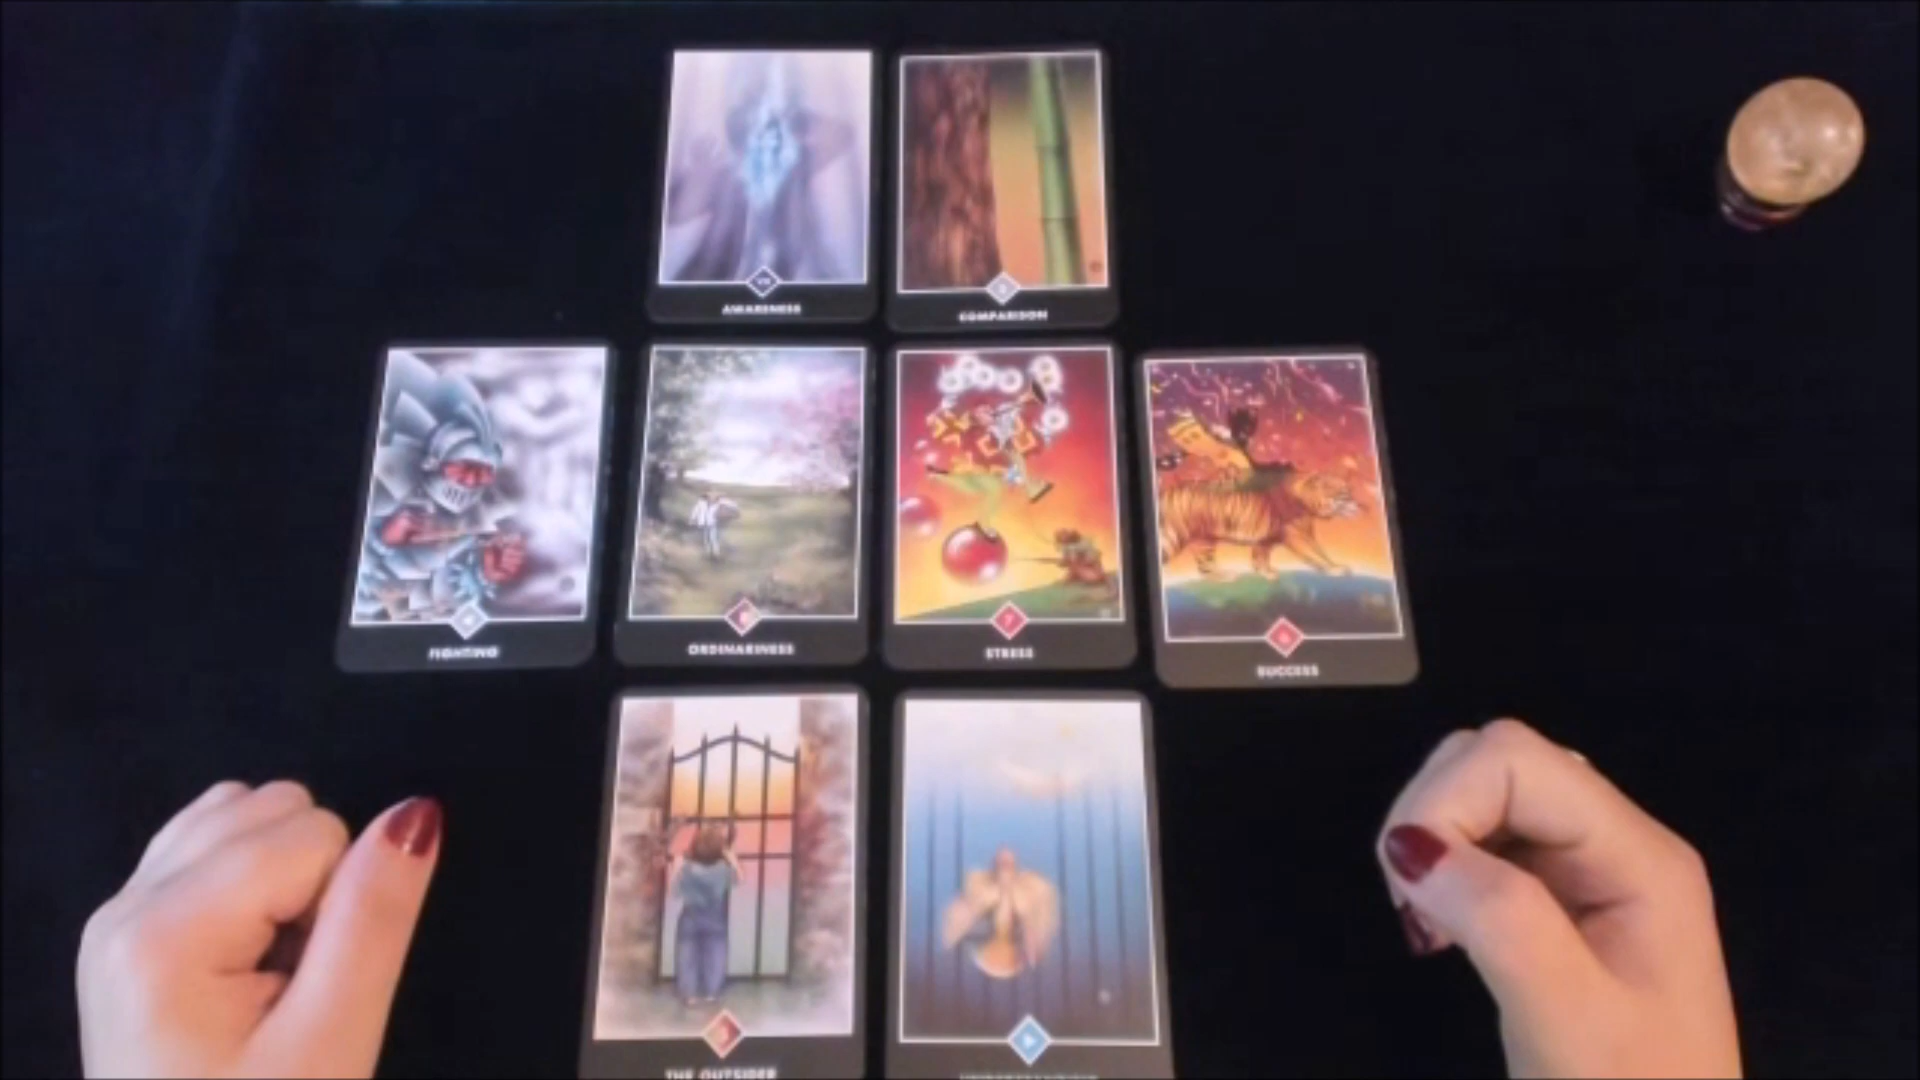 AWARENESS
COMPARISON
FIGHTING
ORDINARINESS
STRESS
SUCCESS
THE OUTSIDER